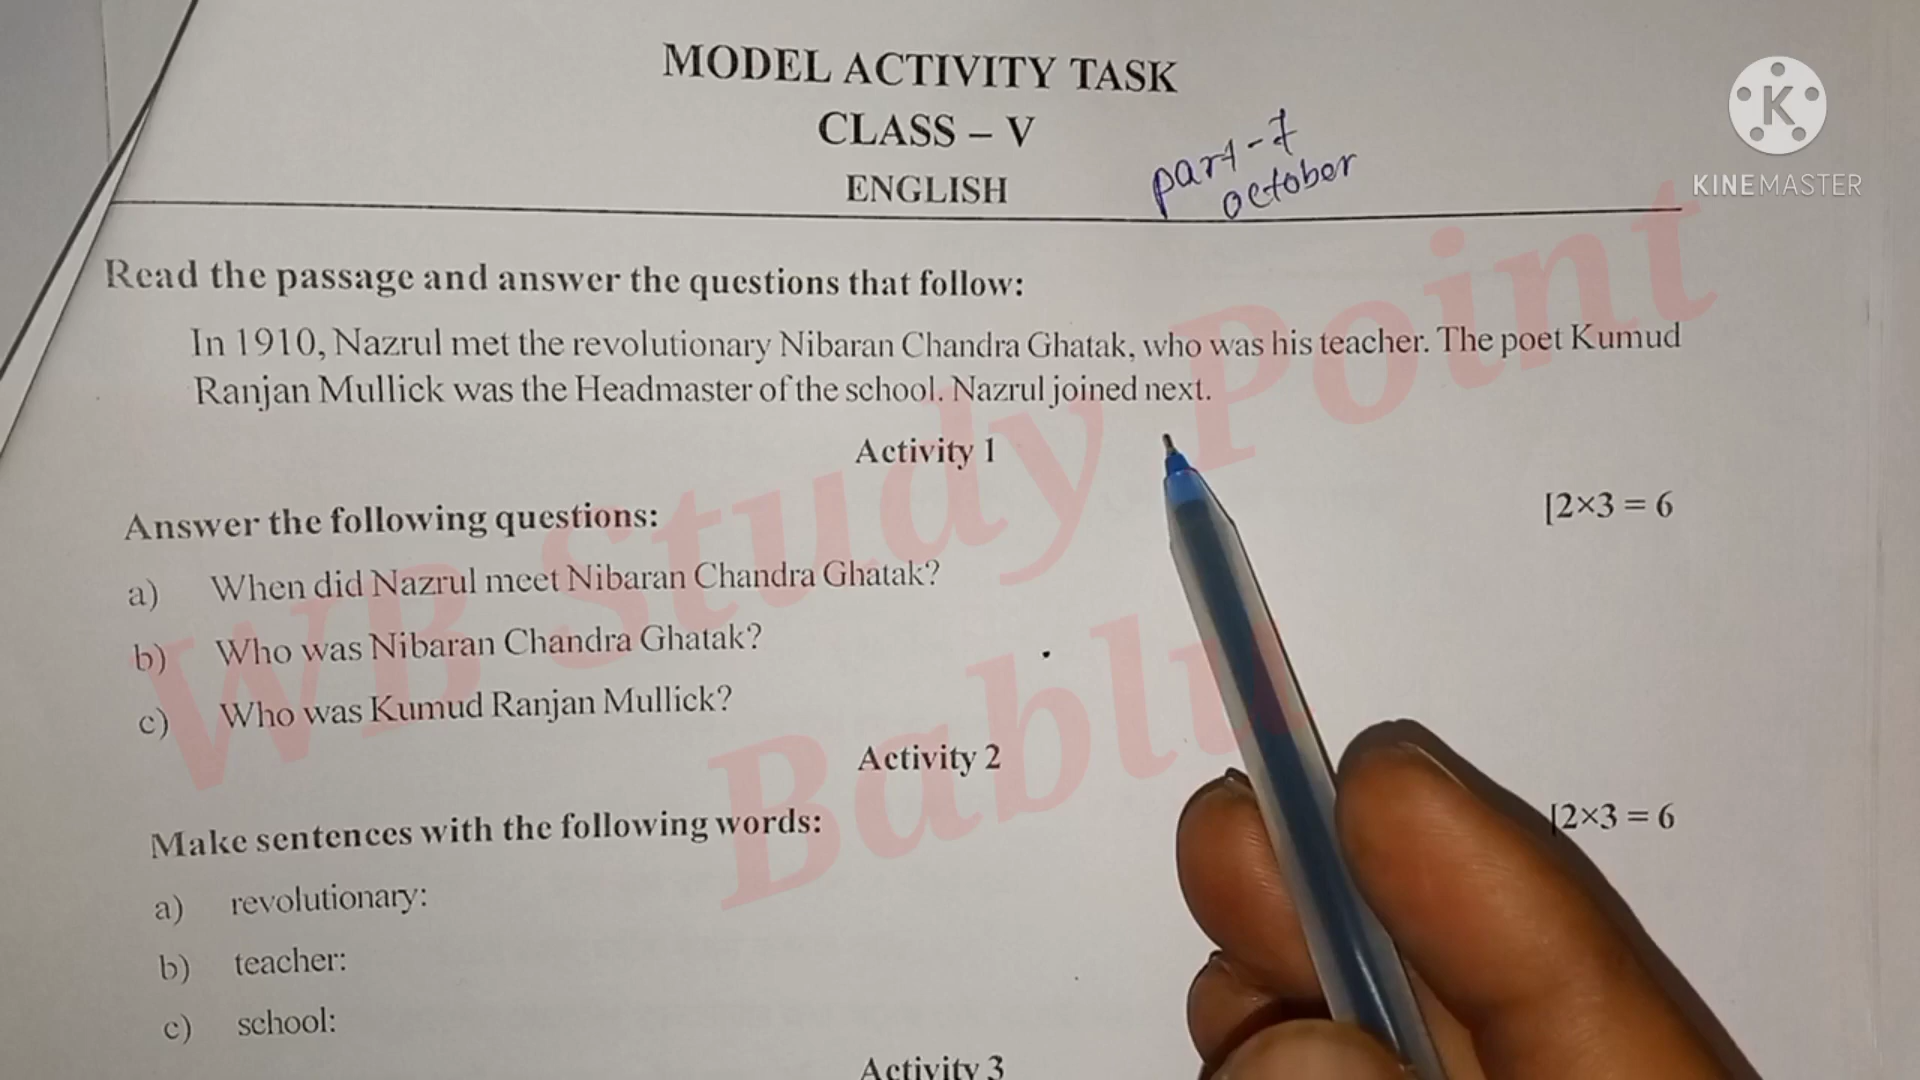 MODEL ACTIVITY TASK
CLASS – V
ENGLISH
part-7
october
K
KINEMASTER
Read the passage and answer the questions that follow:
In 1910, Nazrul met the revolutionary Nibaran Chandra Ghatak, who was his teacher. The poet Kumud
Ranjan Mullick was the Headmaster of the school. Nazrul joined next.
Activity 1
Answer the following questions: [2×3 = 6
a) When did Nazrul meet Nibaran Chandra Ghatak?
b) Who was Nibaran Chandra Ghatak?
c) Who was Kumud Ranjan Mullick?
Activity 2
Make sentences with the following words: [2×3 = 6
a) revolutionary:
b) teacher:
c) school:
Activity 3
WB Study Point
Bablu